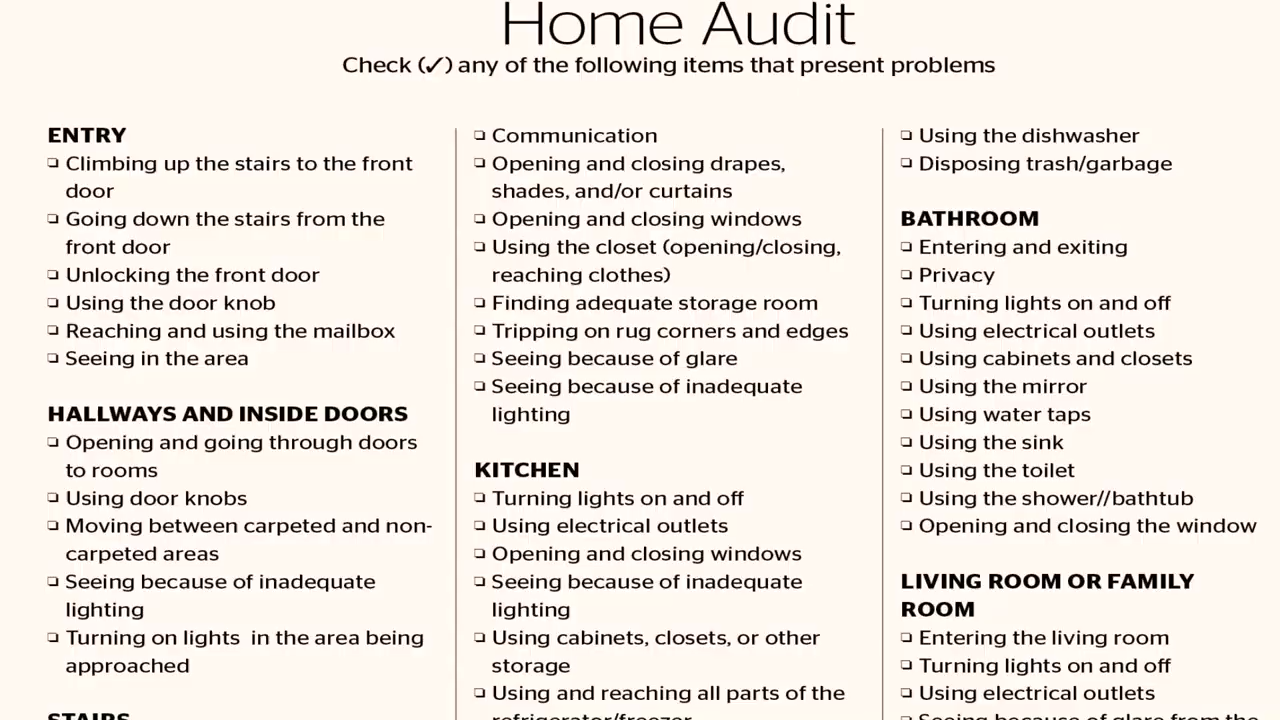 Home Audit
Check (✓) any of the following items that present problems
ENTRY
❏ Climbing up the stairs to the front
door
❏ Going down the stairs from the
front door
❏ Unlocking the front door
❏ Using the door knob
❏ Reaching and using the mailbox
❏ Seeing in the area
HALLWAYS AND INSIDE DOORS
❏ Opening and going through doors
to rooms
❏ Using door knobs
❏ Moving between carpeted and non-
carpeted areas
❏ Seeing because of inadequate
lighting
❏ Turning on lights  in the area being
approached
STAIRS
❏ Communication
❏ Opening and closing drapes,
shades, and/or curtains
❏ Opening and closing windows
❏ Using the closet (opening/closing,
reaching clothes)
❏ Finding adequate storage room
❏ Tripping on rug corners and edges
❏ Seeing because of glare
❏ Seeing because of inadequate
lighting
KITCHEN
❏ Turning lights on and off
❏ Using electrical outlets
❏ Opening and closing windows
❏ Seeing because of inadequate
lighting
❏ Using cabinets, closets, or other
storage
❏ Using and reaching all parts of the
refrigerator/freezer
❏ Using the dishwasher
❏ Disposing trash/garbage
BATHROOM
❏ Entering and exiting
❏ Privacy
❏ Turning lights on and off
❏ Using electrical outlets
❏ Using cabinets and closets
❏ Using the mirror
❏ Using water taps
❏ Using the sink
❏ Using the toilet
❏ Using the shower//bathtub
❏ Opening and closing the window
LIVING ROOM OR FAMILY
ROOM
❏ Entering the living room
❏ Turning lights on and off
❏ Using electrical outlets
❏ Seeing because of glare from the